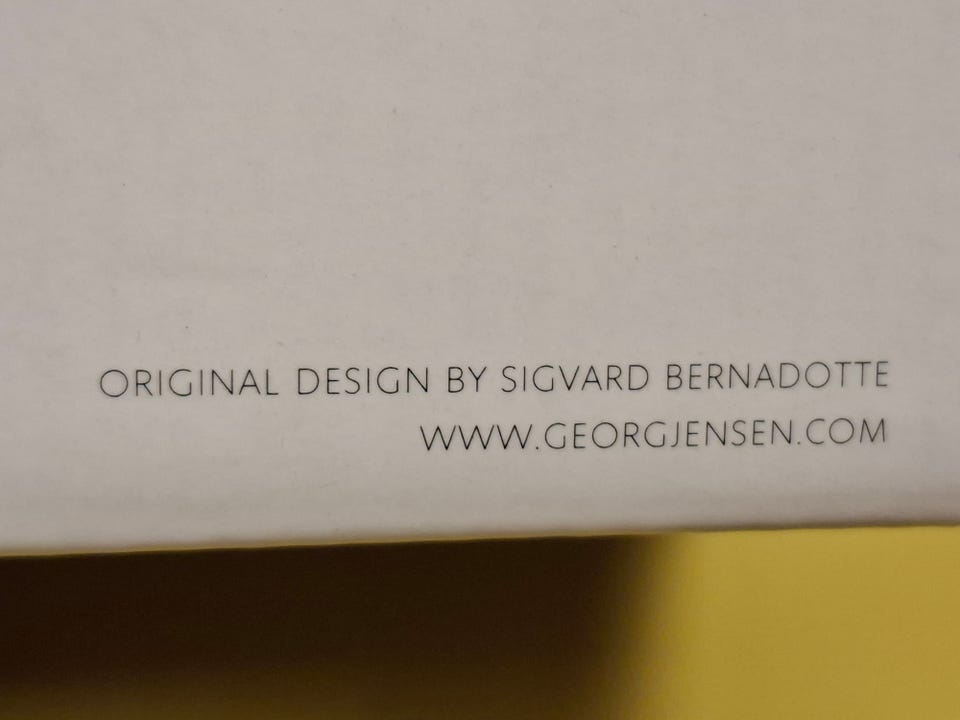 ORIGINAL DESIGN BY SIGVARD BERNADOTTE
WWW.GEORGJENSEN.COM